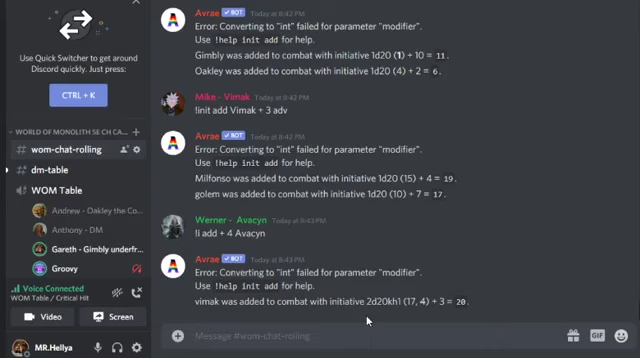 Use Quick Switcher to get around
Discord quickly. Just press:
CTRL + K
WORLD OF MONOLITH SE CH CA...
# wom-chat-rolling
# dm-table
WOM Table
Andrew - Oakley the Co...
Anthony - DM
Gareth - Gimbly underfr...
Groovy
Voice Connected
WOM Table / Critical Hit
Video
Screen
MR.Hellya
Avrae BOT Today at 8:42 PM
Error: Converting to "int" failed for parameter "modifier".
Use !help init add for help.
Gimbly was added to combat with initiative 1d20 (1) + 10 = 11.
Oakley was added to combat with initiative 1d20 (4) + 2 = 6.
Mike - Vimak Today at 8:42 PM
!init add Vimak + 3 adv
Avrae BOT Today at 8:42 PM
Error: Converting to "int" failed for parameter "modifier".
Use !help init add for help.
Milfonso was added to combat with initiative 1d20 (15) + 4 = 19.
golem was added to combat with initiative 1d20 (10) + 7 = 17.
Werner - Avacyn Today at 8:43 PM
!i add + 4 Avacyn
Avrae BOT Today at 8:43 PM
Error: Converting to "int" failed for parameter "modifier".
Use !help init add for help.
vimak was added to combat with initiative 2d20kh1 (17, 4) + 3 = 20.
Message #wom-chat-rolling
GIF